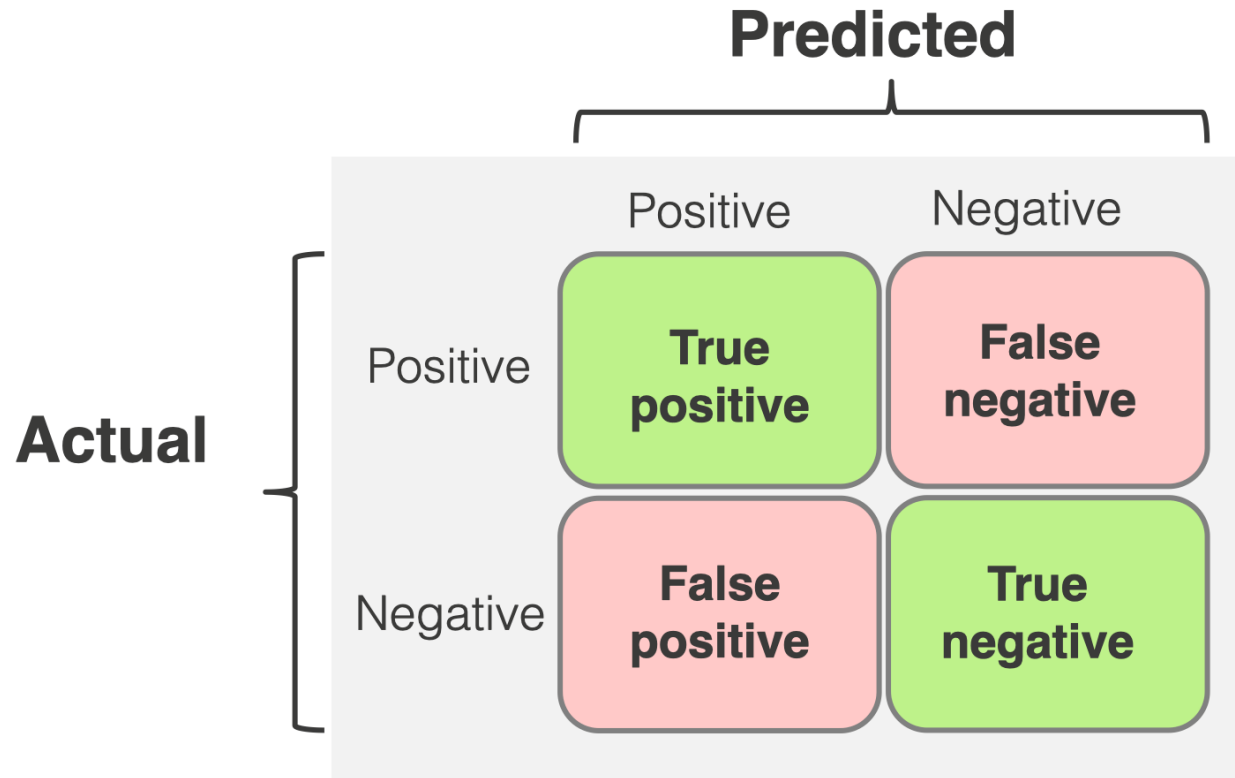 Predicted
Positive Negative
Actual
Positive
True
positive
False
negative
Negative
False
positive
True
negative